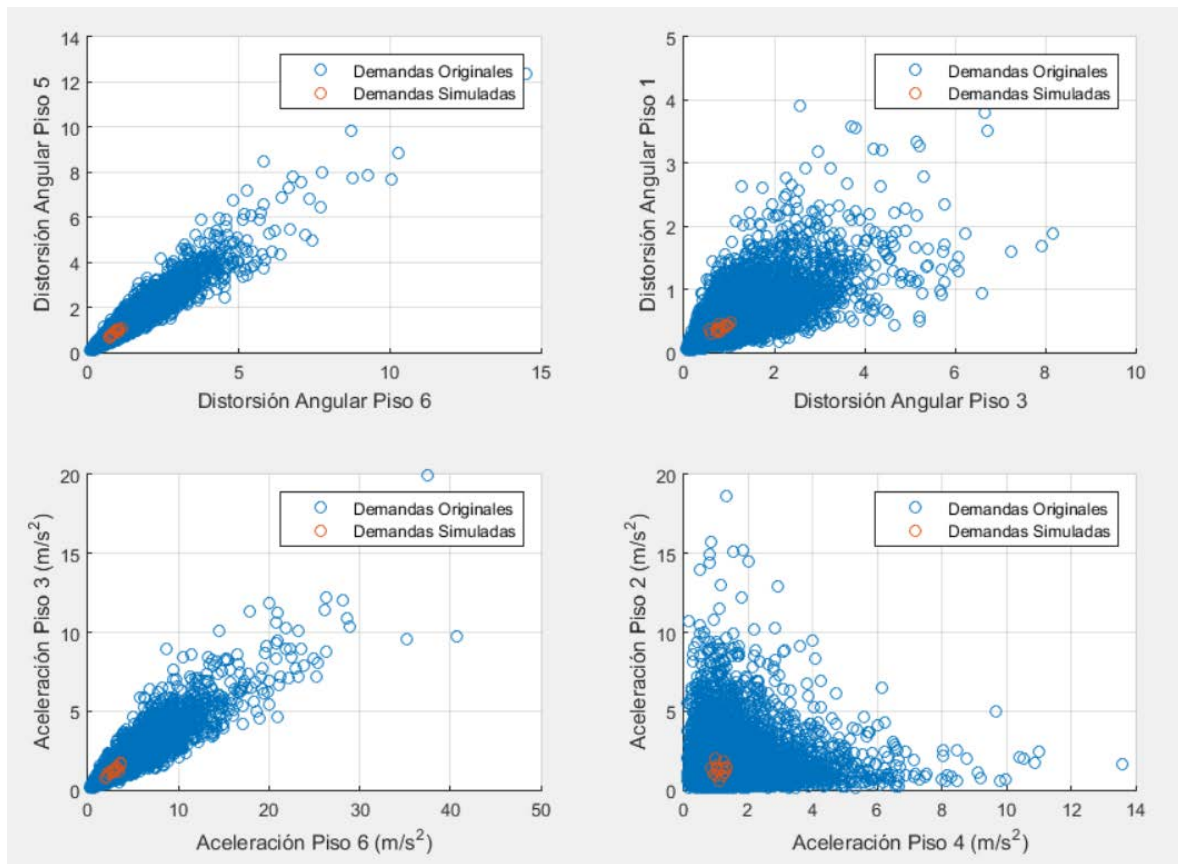 14
12
10
8
6
4
2
0
Distorsión Angular Piso 5
Demandas Originales
Demandas Simuladas
0 5 10 15
Distorsión Angular Piso 6
5
4
3
2
1
0
Distorsión Angular Piso 1
Demandas Originales
Demandas Simuladas
0 2 4 6 8 10
Distorsión Angular Piso 3
20
15
10
5
0
Aceleración Piso 3 (m/s²)
Demandas Originales
Demandas Simuladas
0 10 20 30 40 50
Aceleración Piso 6 (m/s²)
20
15
10
5
0
Aceleración Piso 2 (m/s²)
Demandas Originales
Demandas Simuladas
0 2 4 6 8 10 12 14
Aceleración Piso 4 (m/s²)